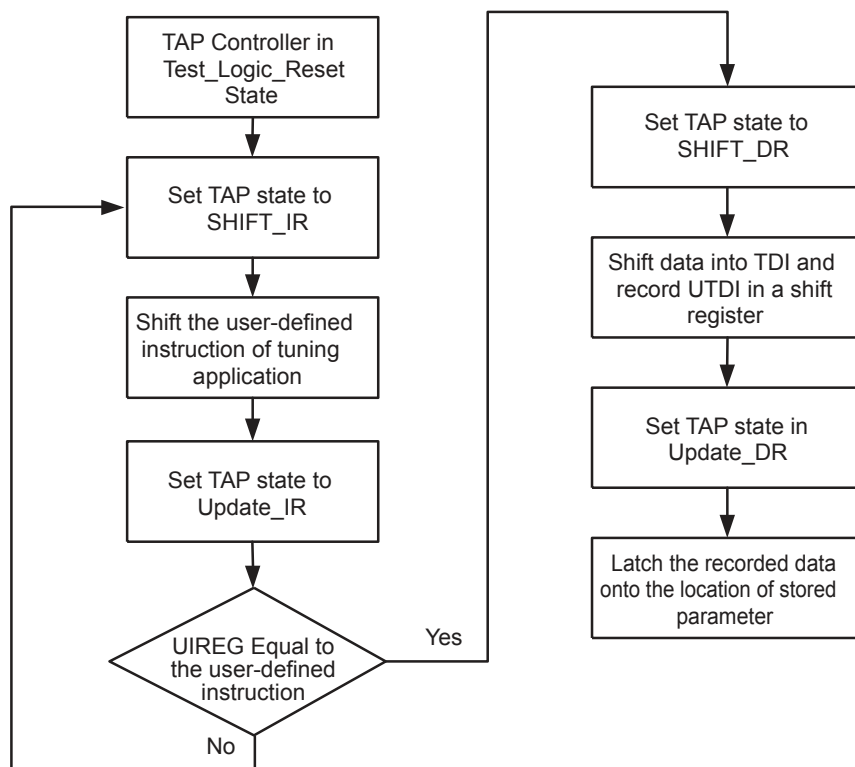 TAP Controller in
Test_Logic_Reset
State
Set TAP state to
SHIFT_IR
Shift the user-defined
instruction of tuning
application
Set TAP state to
Update_IR
UIREG Equal to
the user-defined
instruction
Yes
No
Set TAP state to
SHIFT_DR
Shift data into TDI and
record UTDI in a shift
register
Set TAP state in
Update_DR
Latch the recorded data
onto the location of stored
parameter